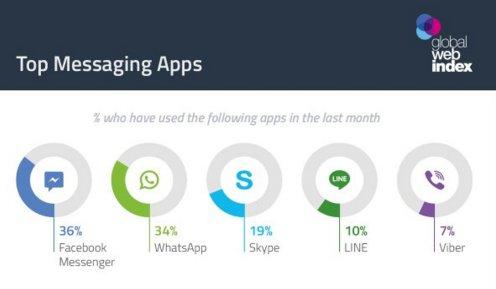 global
web
index
Top Messaging Apps
% who have used the following apps in the last month
S
LINE
36%
Facebook
Messenger
34%
WhatsApp
19%
Skype
10%
LINE
7%
Viber